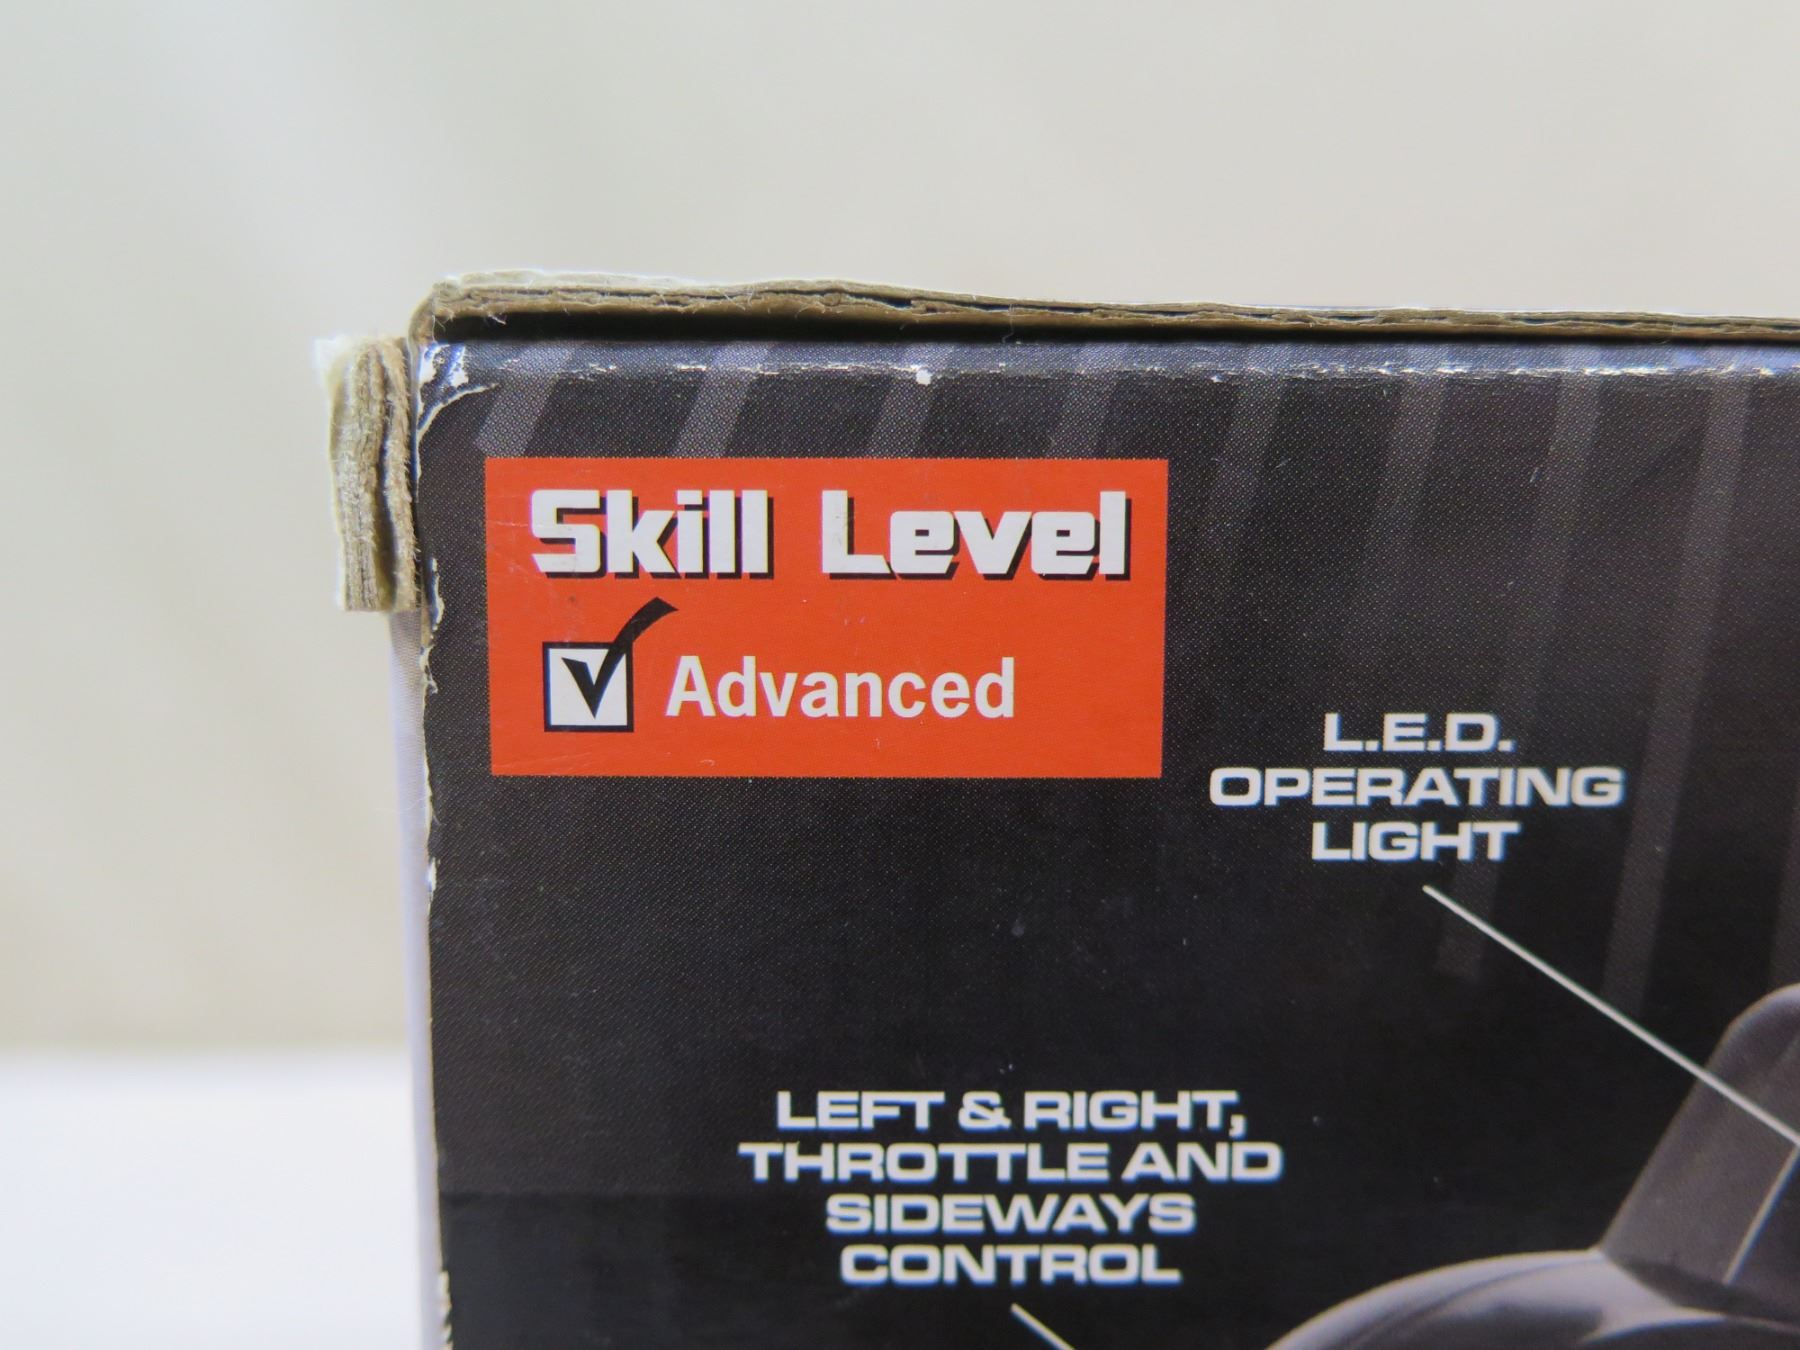 Skill Level
Advanced
L.E.D.
OPERATING
LIGHT
LEFT & RIGHT,
THROTTLE AND
SIDEWAYS
CONTROL